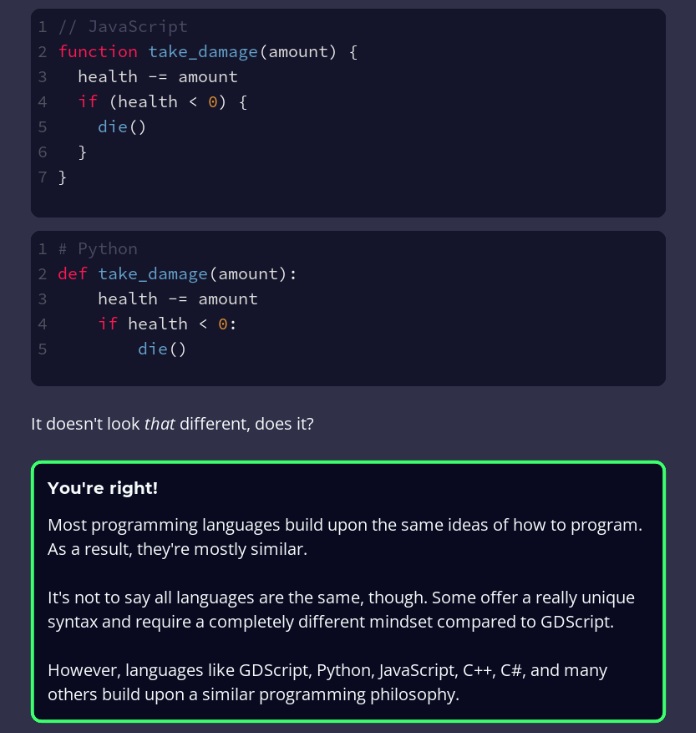 1 // JavaScript
2 function take_damage(amount) {
3   health -= amount
4   if (health < 0) {
5     die()
6   }
7 }
1 # Python
2 def take_damage(amount):
3     health -= amount
4     if health < 0:
5         die()
It doesn't look that different, does it?
You're right!
Most programming languages build upon the same ideas of how to program.
As a result, they're mostly similar.
It's not to say all languages are the same, though. Some offer a really unique
syntax and require a completely different mindset compared to GDScript.
However, languages like GDScript, Python, JavaScript, C++, C#, and many
others build upon a similar programming philosophy.